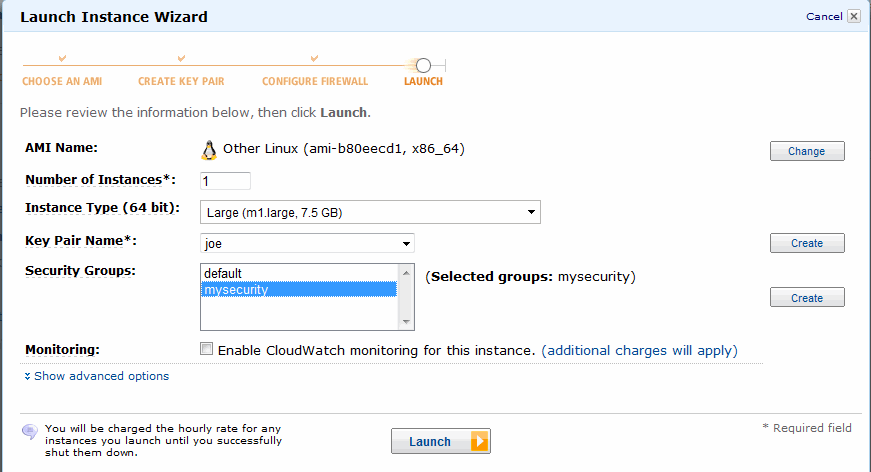 Launch Instance Wizard
Cancel
CHOOSE AN AMI CREATE KEY PAIR CONFIGURE FIREWALL LAUNCH
Please review the information below, then click Launch.
AMI Name: Other Linux (ami-b80eecd1, x86_64) Change
Number of Instances*: 1
Instance Type (64 bit): Large (m1.large, 7.5 GB)
Key Pair Name*: joe Create
Security Groups: default (Selected groups: mysecurity)
mysecurity Create
Monitoring: Enable CloudWatch monitoring for this instance. (additional charges will apply)
Show advanced options
You will be charged the hourly rate for any
instances you launch until you successfully
shut them down.
Launch
* Required field